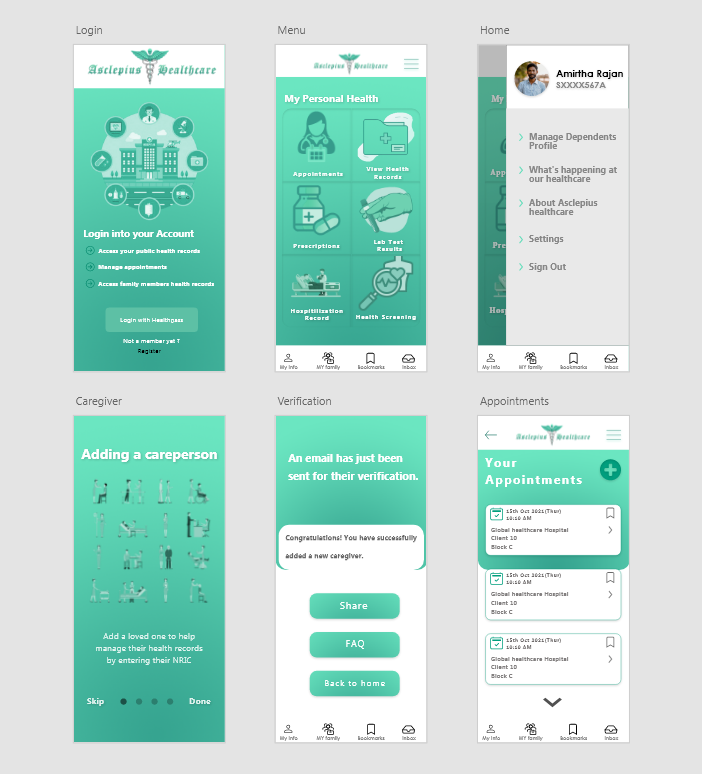 Login
Asclepius Healthcare
Login into your Account
Access your public health records
Manage appointments
Access family members health records
Login with Healthgass
Not a member yet ?
Register
Menu
Asclepius Healthcare
My Personal Health
Appointments
View Health
Records
Prescriptions
Lab Test
Results
Hospitilization
Record
Health Screening
My Info
MY family
Bookmarks
Inbox
Home
My
Pre
Hosp
Amirtha Rajan
SXXXX567A
Manage Dependents
Profile
What's happening at
our healthcare
About Asclepius
healthcare
Settings
Sign Out
My Info
MY family
Bookmarks
Inbox
Caregiver
Adding a careperson
Add a loved one to help
manage their health records
by entering their NRIC
Skip
Done
Verification
An email has just been
sent for their verification.
Congratulations! You have successfully
added a new caregiver.
Share
FAQ
Back to home
My Info
MY family
Bookmarks
Inbox
Appointments
Asclepius Healthcare
Your
Appointments
15th Oct 2021(Thur)
10:10 AM
Global healthcare Hospital
Client 10
Block C
15th Oct 2021(Thur)
10:10 AM
Global healthcare Hospital
Client 10
Block C
15th Oct 2021(Thur)
10:10 AM
Global healthcare Hospital
Client 10
Block C
My Info
MY family
Bookmarks
Inbox